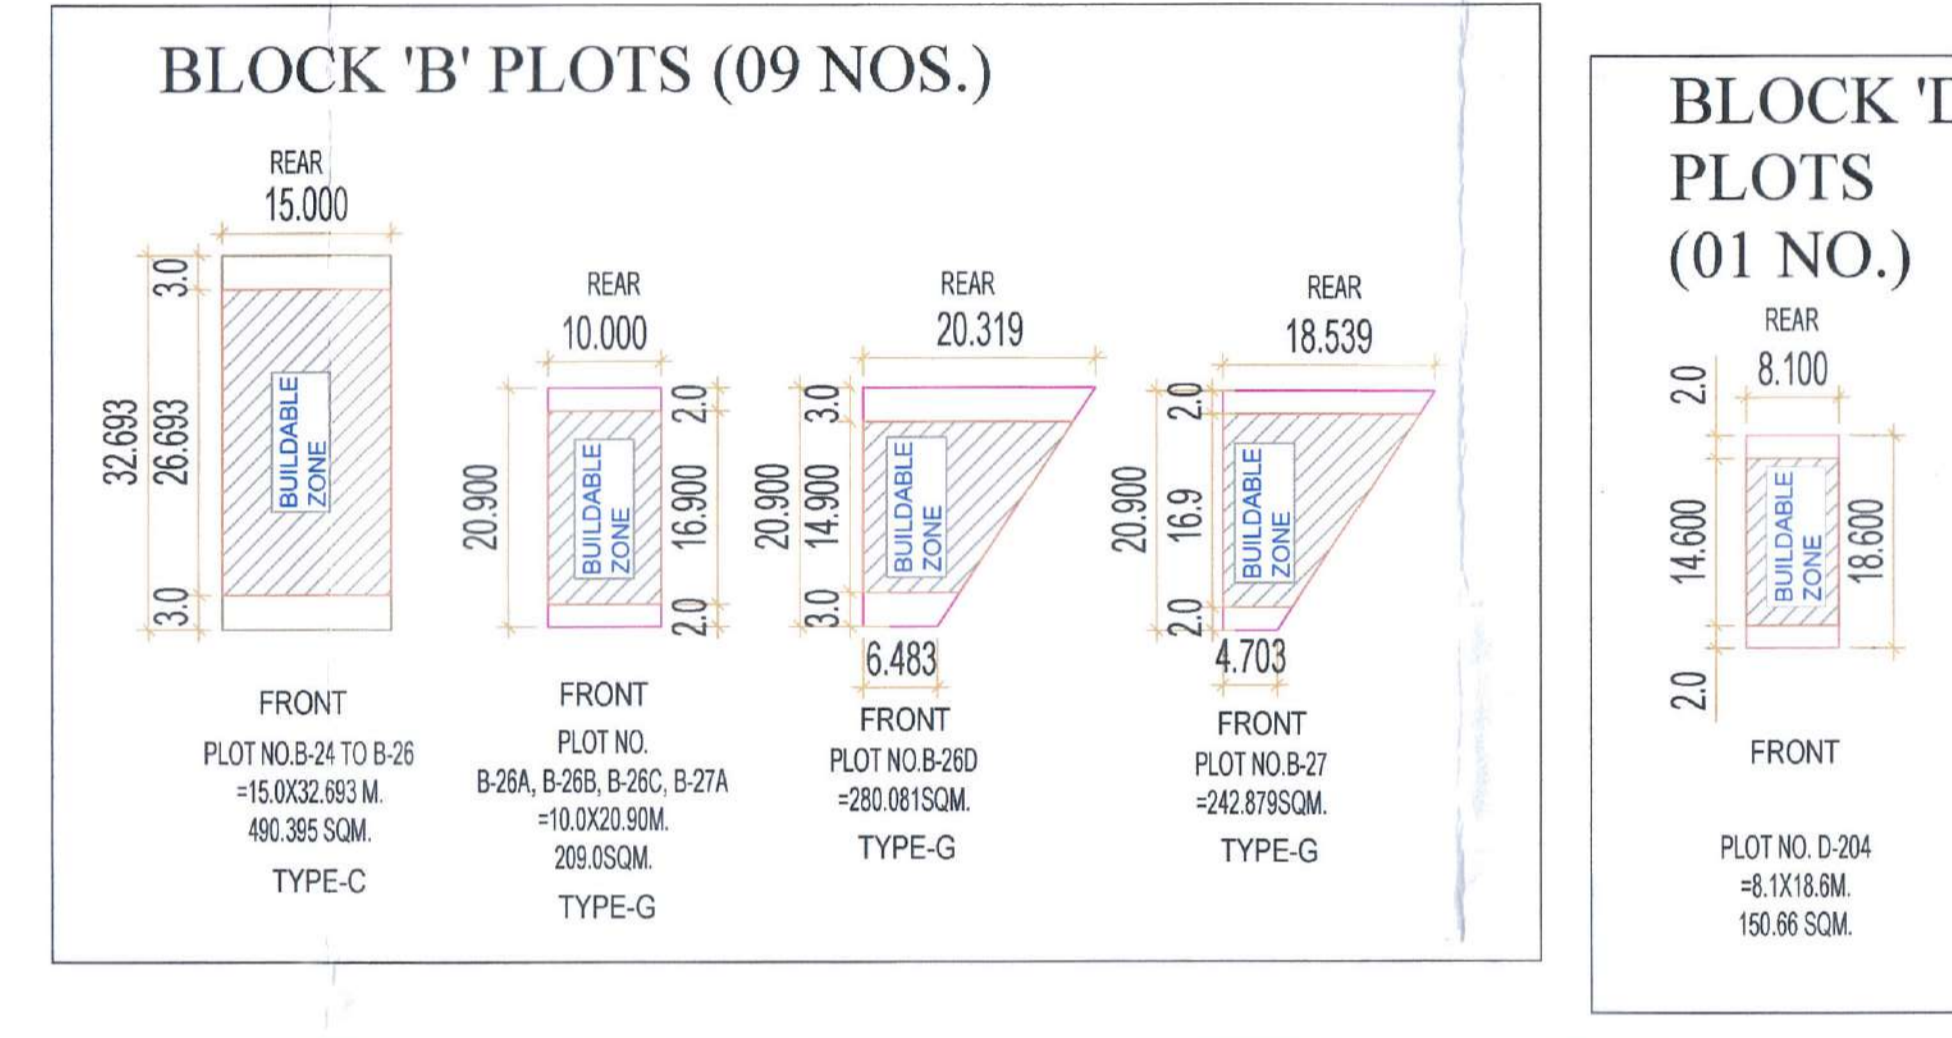 BLOCK 'B' PLOTS (09 NOS.)
REAR
15.000
3.0
32.693
26.693
BUILDABLE
ZONE
3.0
FRONT
PLOT NO.B-24 TO B-26
=15.0X32.693 M.
490.395 SQM.
TYPE-C
REAR
10.000
2.0
20.900
16.900
BUILDABLE
ZONE
2.0
FRONT
PLOT NO.
B-26A, B-26B, B-26C, B-27A
=10.0X20.90M.
209.0SQM.
TYPE-G
REAR
20.319
3.0
20.900
14.900
BUILDABLE
ZONE
3.0
6.483
FRONT
PLOT NO.B-26D
=280.081SQM.
TYPE-G
REAR
18.539
2.0
20.900
16.9
BUILDABLE
ZONE
2.0
4.703
FRONT
PLOT NO.B-27
=242.879SQM.
TYPE-G
BLOCK 'D
PLOTS
(01 NO.)
REAR
8.100
2.0
14.600
BUILDABLE
ZONE
18.600
2.0
FRONT
PLOT NO. D-204
=8.1X18.6M.
150.66 SQM.